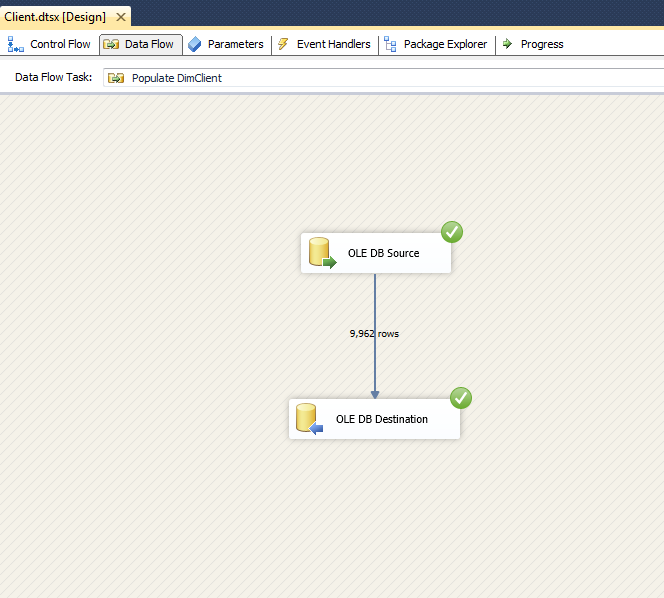 Client.dtsx [Design]
Control Flow Data Flow Parameters Event Handlers Package Explorer Progress
Data Flow Task: Populate DimClient
OLE DB Source
9,962 rows
OLE DB Destination